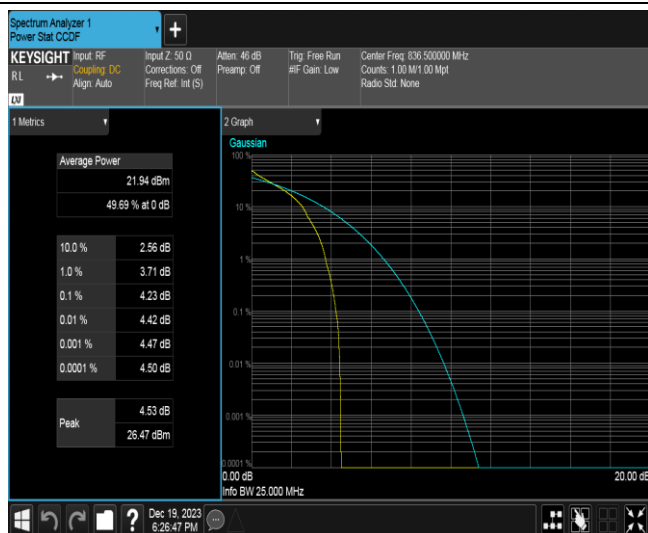 Spectrum Analyzer 1
Power Stat CCDF
+
KEYSIGHT
RL
LXI
Input: RF
Coupling: DC
Align: Auto
Input Z: 50 Ω
Corrections: Off
Freq Ref: Int (S)
Atten: 46 dB
Preamp: Off
Trig: Free Run
#IF Gain: Low
Center Freq: 836.500000 MHz
Counts: 1.00 M/1.00 Mpt
Radio Std: None
1 Metrics
Average Power
21.94 dBm
49.69 % at 0 dB
10.0 % 2.56 dB
1.0 % 3.71 dB
0.1 % 4.23 dB
0.01 % 4.42 dB
0.001 % 4.47 dB
0.0001 % 4.50 dB
Peak
4.53 dB
26.47 dBm
2 Graph
Gaussian
100 %
10 %
1 %
0.1 %
0.01 %
0.001 %
0.0001 %
0.00 dB 20.00 dB
Info BW 25.000 MHz
?
Dec 19, 2023
6:26:47 PM